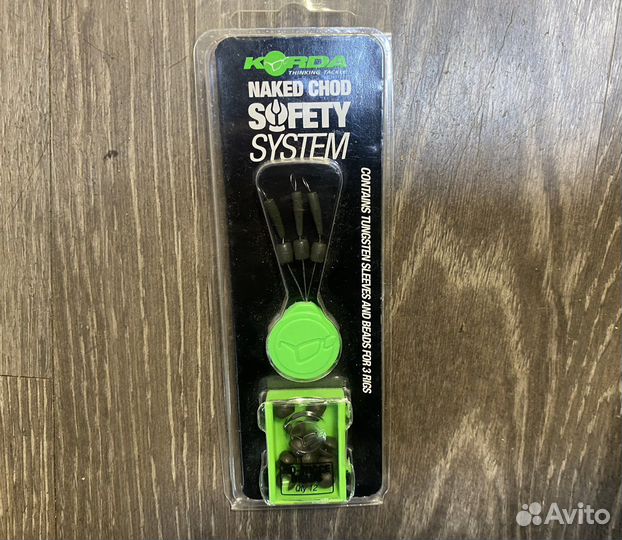 KORDA
THINKING TACKLE
NAKED CHOD
SAFETY
SYSTEM
CONTAINS TUNGSTEN SLEEVES AND BEADS FOR 3 RIGS
Qty 12
Avito